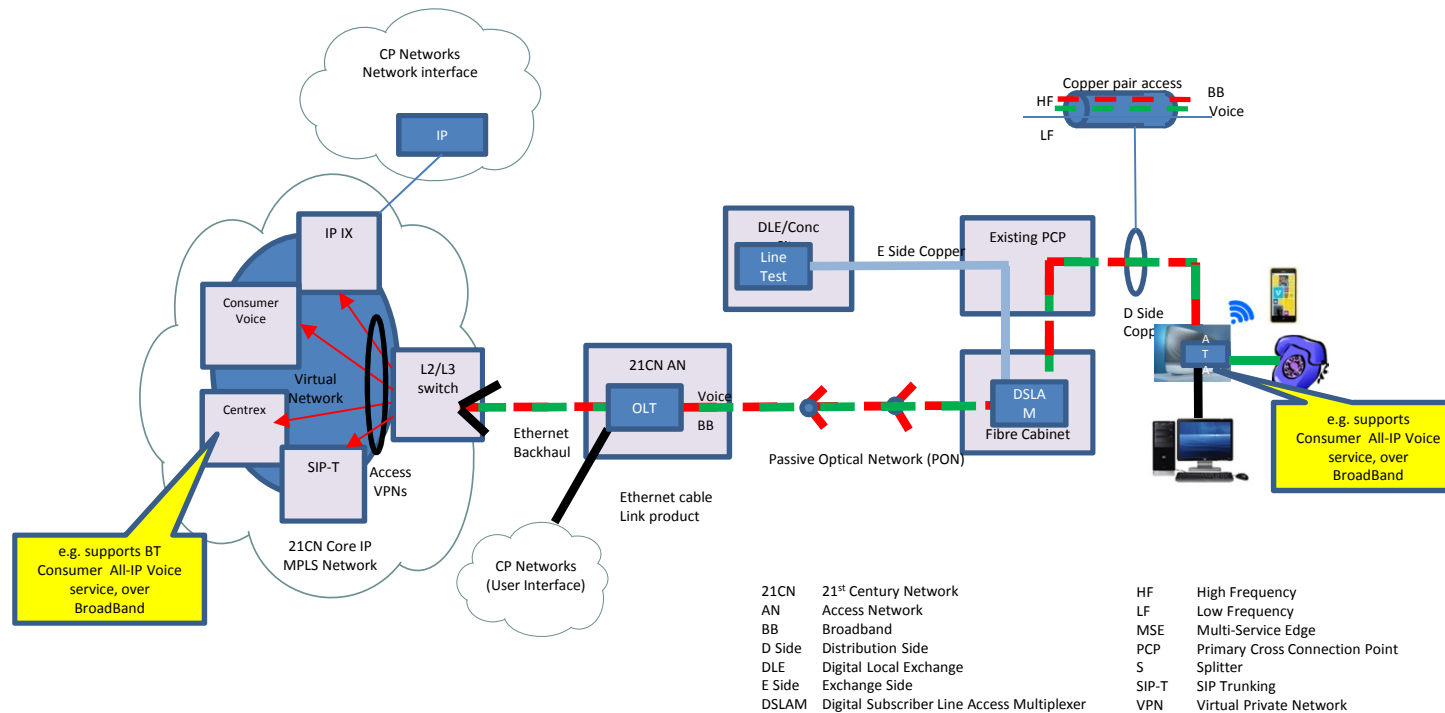 CP Networks
Network interface
IP
IP IX
Consumer
Voice
Virtual
Network
Centrex
SIP-T
L2/L3
switch
Access
VPNs
21CN Core IP
MPLS Network
e.g. supports BT
Consumer All-IP Voice
service, over
BroadBand
Ethernet
Backhaul
21CN AN
OLT
Voice
BB
Ethernet cable
Link product
CP Networks
(User Interface)
Passive Optical Network (PON)
DLE/Conc
Line
Test
E Side Copper
Existing PCP
DSLA
M
Fibre Cabinet
Copper pair access
HF
LF
BB
Voice
D Side
Copp
A
T
A
e.g. supports
Consumer All-IP Voice
service, over
BroadBand
21CN 21st Century Network
AN Access Network
BB Broadband
D Side Distribution Side
DLE Digital Local Exchange
E Side Exchange Side
DSLAM Digital Subscriber Line Access Multiplexer
HF High Frequency
LF Low Frequency
MSE Multi-Service Edge
PCP Primary Cross Connection Point
S Splitter
SIP-T SIP Trunking
VPN Virtual Private Network